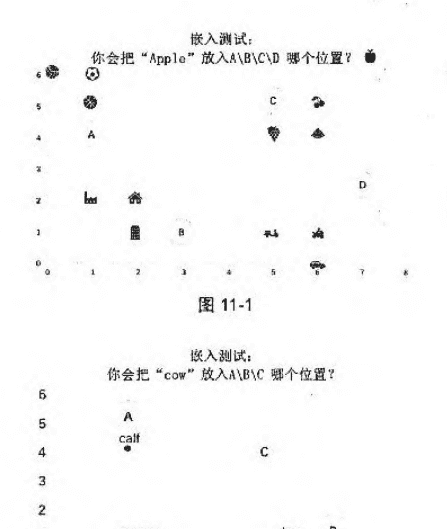 嵌入测试:
你会把“Apple”放入A\B\C\D 哪个位置?
6
5 C
4 A
3
D
2
1 B
0
0 1 2 3 4 5 6 7 8
图 11-1
嵌入测试:
你会把“cow”放入A\B\C 哪个位置?
6
5 A
calf
4 C
3
2